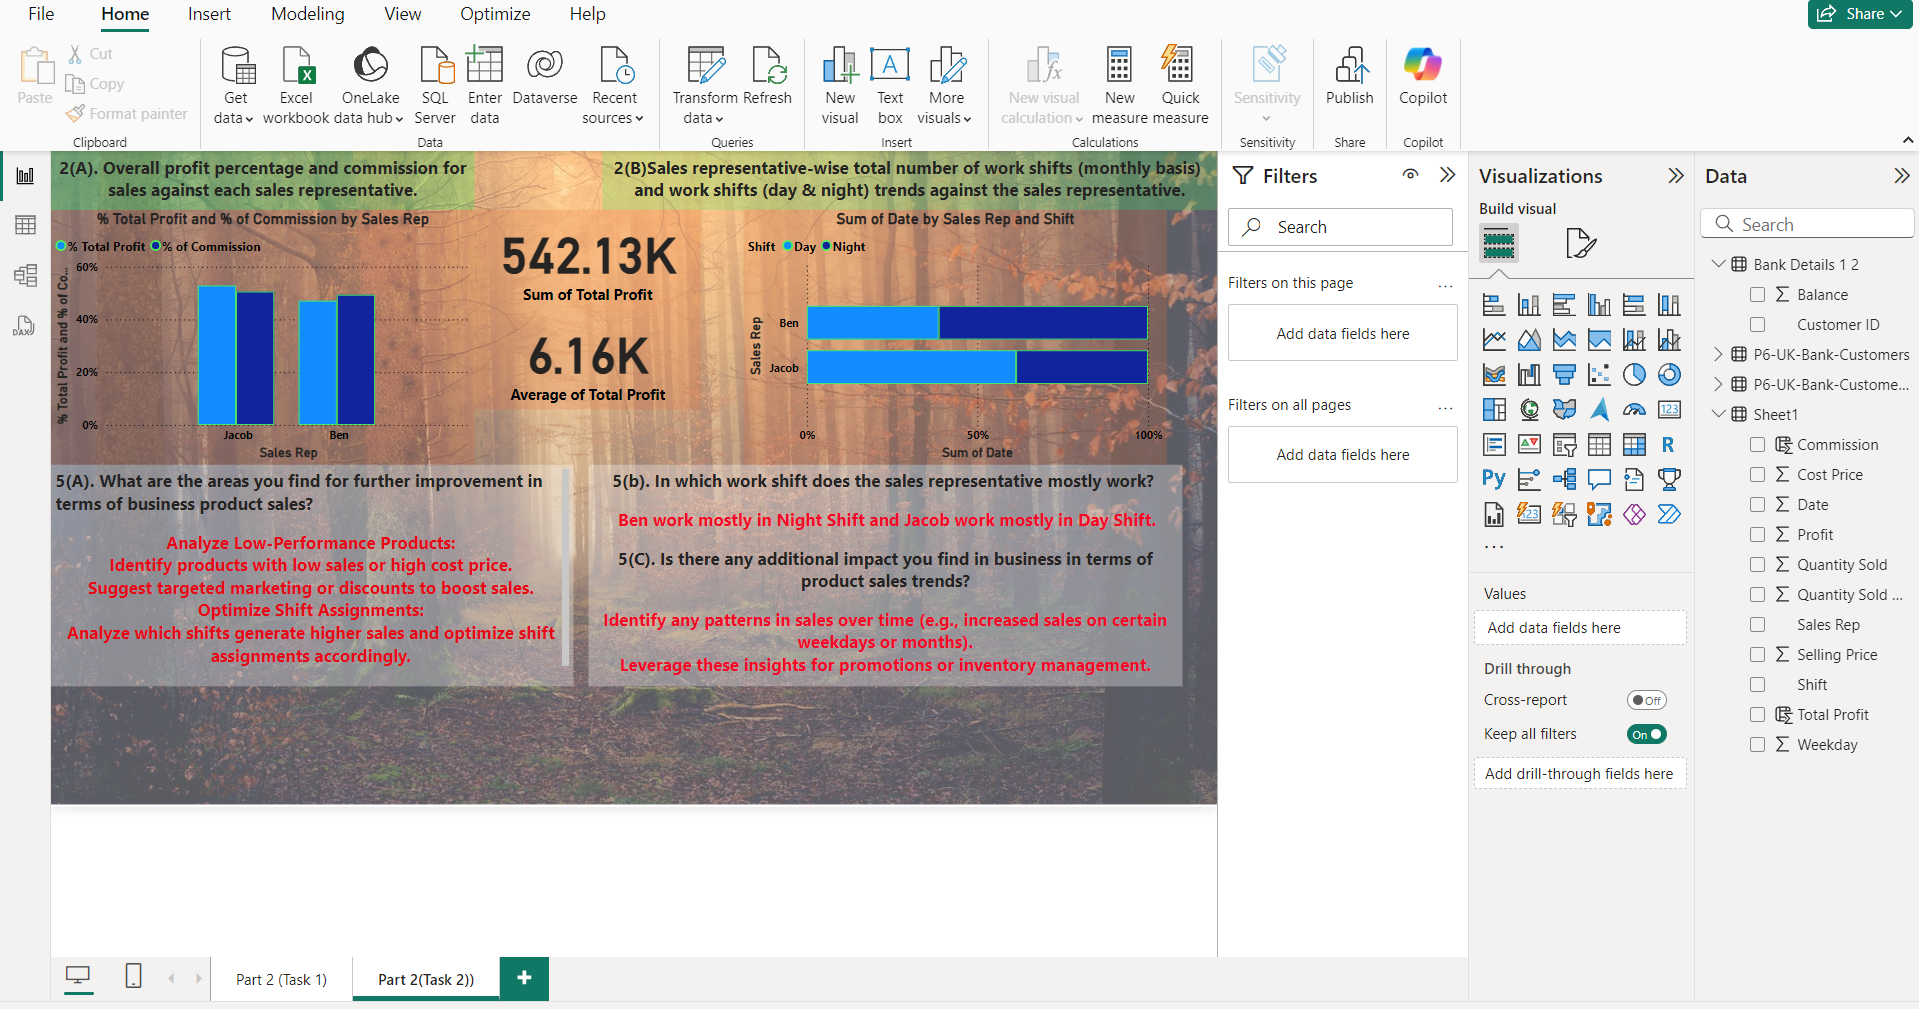 File
Home
Insert
Modeling
View
Optimize
Help
Share
Paste
Cut
Copy
Format painter
Clipboard
Get
data
Excel
workbook
OneLake
data hub
SQL
Server
Enter
data
Dataverse
Recent
sources
Data
Transform
data
Refresh
Queries
New
visual
Text
box
More
visuals
Insert
New visual
calculation
New
measure
Quick
measure
Calculations
Sensitivity
Sensitivity
Publish
Share
Copilot
Copilot
DAX
2(A). Overall profit percentage and commission for
sales against each sales representative.
% Total Profit and % of Commission by Sales Rep
% Total Profit % of Commission
% Total Profit and % of Co...
60%
40%
20%
0%
Jacob
Ben
Sales Rep
542.13K
Sum of Total Profit
6.16K
Average of Total Profit
2(B)Sales representative-wise total number of work shifts (monthly basis)
and work shifts (day & night) trends against the sales representative.
Sum of Date by Sales Rep and Shift
Shift Day Night
Sales Rep
Ben
Jacob
0%
50%
100%
Sum of Date
5(A). What are the areas you find for further improvement in
terms of business product sales?
Analyze Low-Performance Products:
Identify products with low sales or high cost price.
Suggest targeted marketing or discounts to boost sales.
Optimize Shift Assignments:
Analyze which shifts generate higher sales and optimize shift
assignments accordingly.
5(b). In which work shift does the sales representative mostly work?
Ben work mostly in Night Shift and Jacob work mostly in Day Shift.
5(C). Is there any additional impact you find in business in terms of
product sales trends?
Identify any patterns in sales over time (e.g., increased sales on certain
weekdays or months).
Leverage these insights for promotions or inventory management.
Filters
Search
Filters on this page
...
Add data fields here
Filters on all pages
...
Add data fields here
Visualizations
Build visual
123
R
Py
123
...
Values
Add data fields here
Drill through
Cross-report
Off
Keep all filters
On
Add drill-through fields here
Data
Search
Bank Details 1 2
Balance
Customer ID
P6-UK-Bank-Customers
P6-UK-Bank-Custome...
Sheet1
Commission
Cost Price
Date
Profit
Quantity Sold
Quantity Sold ...
Sales Rep
Selling Price
Shift
Total Profit
Weekday
Part 2 (Task 1)
Part 2(Task 2))